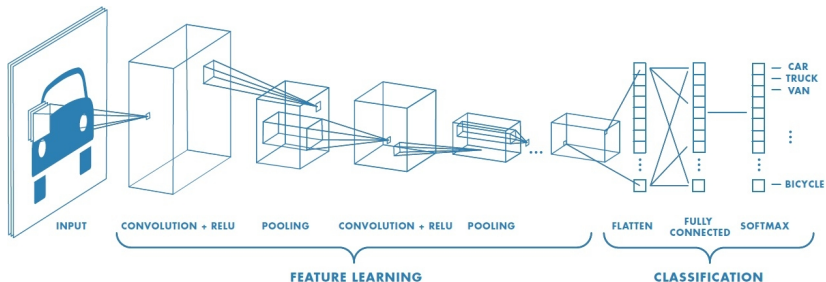 CAR
TRUCK
VAN
BICYCLE
INPUT
CONVOLUTION + RELU
POOLING
CONVOLUTION + RELU
POOLING
FLATTEN
FULLY
CONNECTED
SOFTMAX
FEATURE LEARNING
CLASSIFICATION